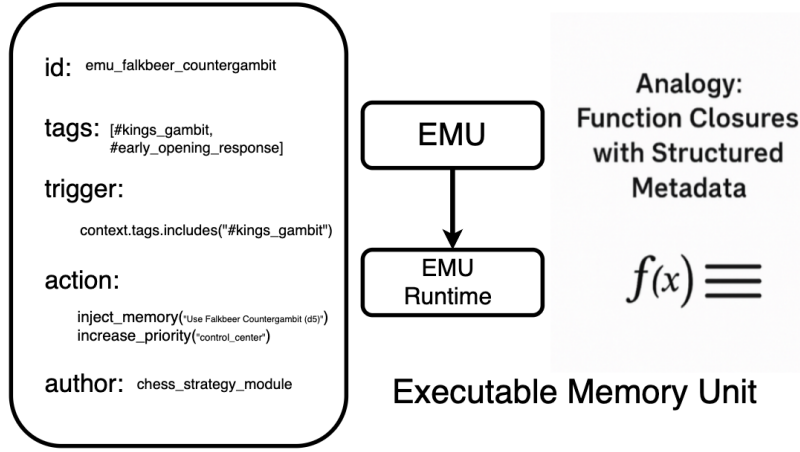 id: emu_falkbeer_countergambit
tags: [#kings_gambit,
#early_opening_response]
trigger:
context.tags.includes("#kings_gambit")
action:
inject_memory("Use Falkbeer Countergambit (d5)")
increase_priority("control_center")
author: chess_strategy_module
EMU
EMU
Runtime
Analogy:
Function Closures
with Structured
Metadata
f(x)
Executable Memory Unit